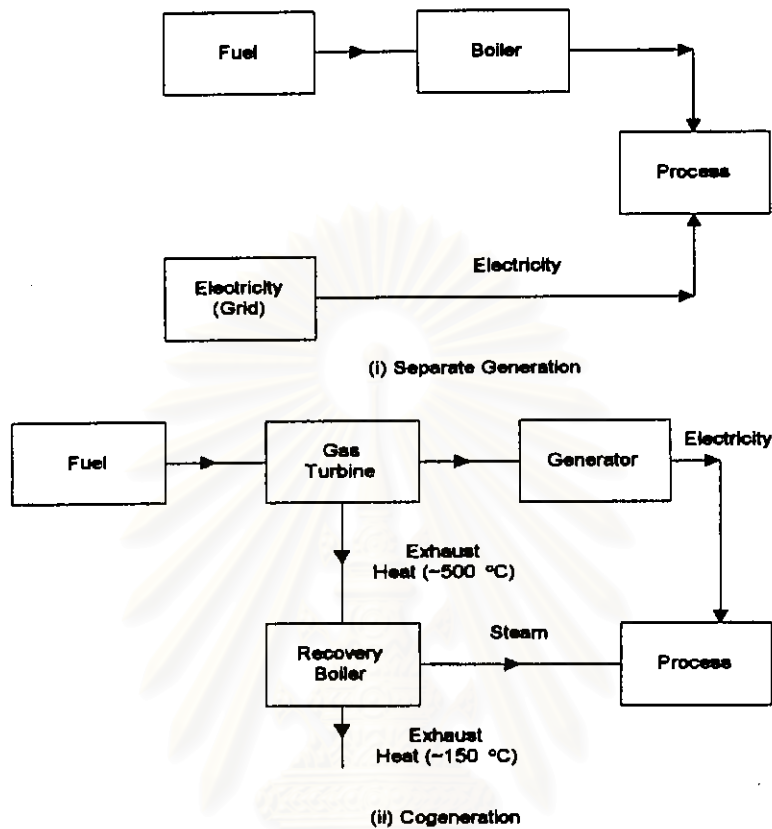 Fuel
Boiler
Process
Electricity
(Grid)
Electricity
(i) Separate Generation
Fuel
Gas
Turbine
Generator
Electricity
Exhaust
Heat (~500 °C)
Recovery
Boiler
Steam
Process
Exhaust
Heat (~150 °C)
(ii) Cogeneration